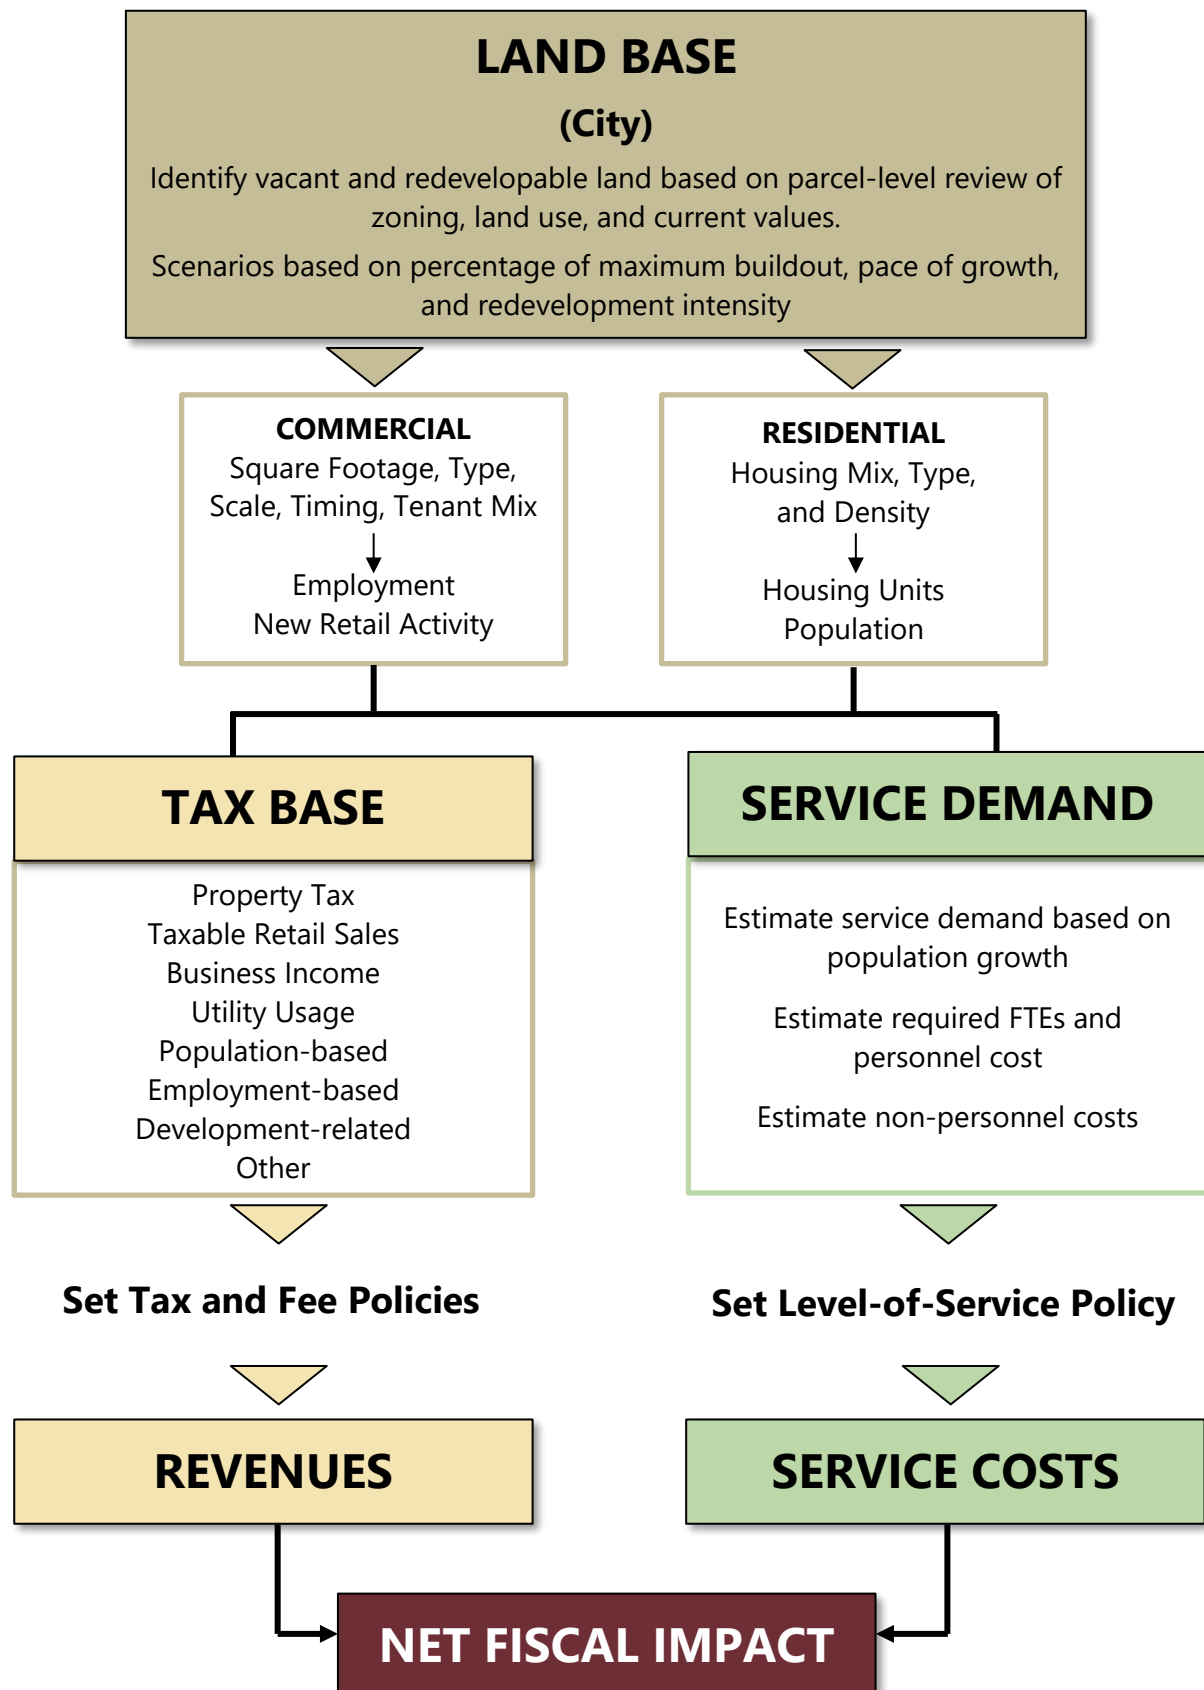 LAND BASE
(City)
Identify vacant and redevelopable land based on parcel-level review of
zoning, land use, and current values.
Scenarios based on percentage of maximum buildout, pace of growth,
and redevelopment intensity
COMMERCIAL
Square Footage, Type,
Scale, Timing, Tenant Mix
Employment
New Retail Activity
RESIDENTIAL
Housing Mix, Type,
and Density
Housing Units
Population
TAX BASE
Property Tax
Taxable Retail Sales
Business Income
Utility Usage
Population-based
Employment-based
Development-related
Other
SERVICE DEMAND
Estimate service demand based on
population growth
Estimate required FTEs and
personnel cost
Estimate non-personnel costs
Set Tax and Fee Policies
Set Level-of-Service Policy
REVENUES
SERVICE COSTS
NET FISCAL IMPACT